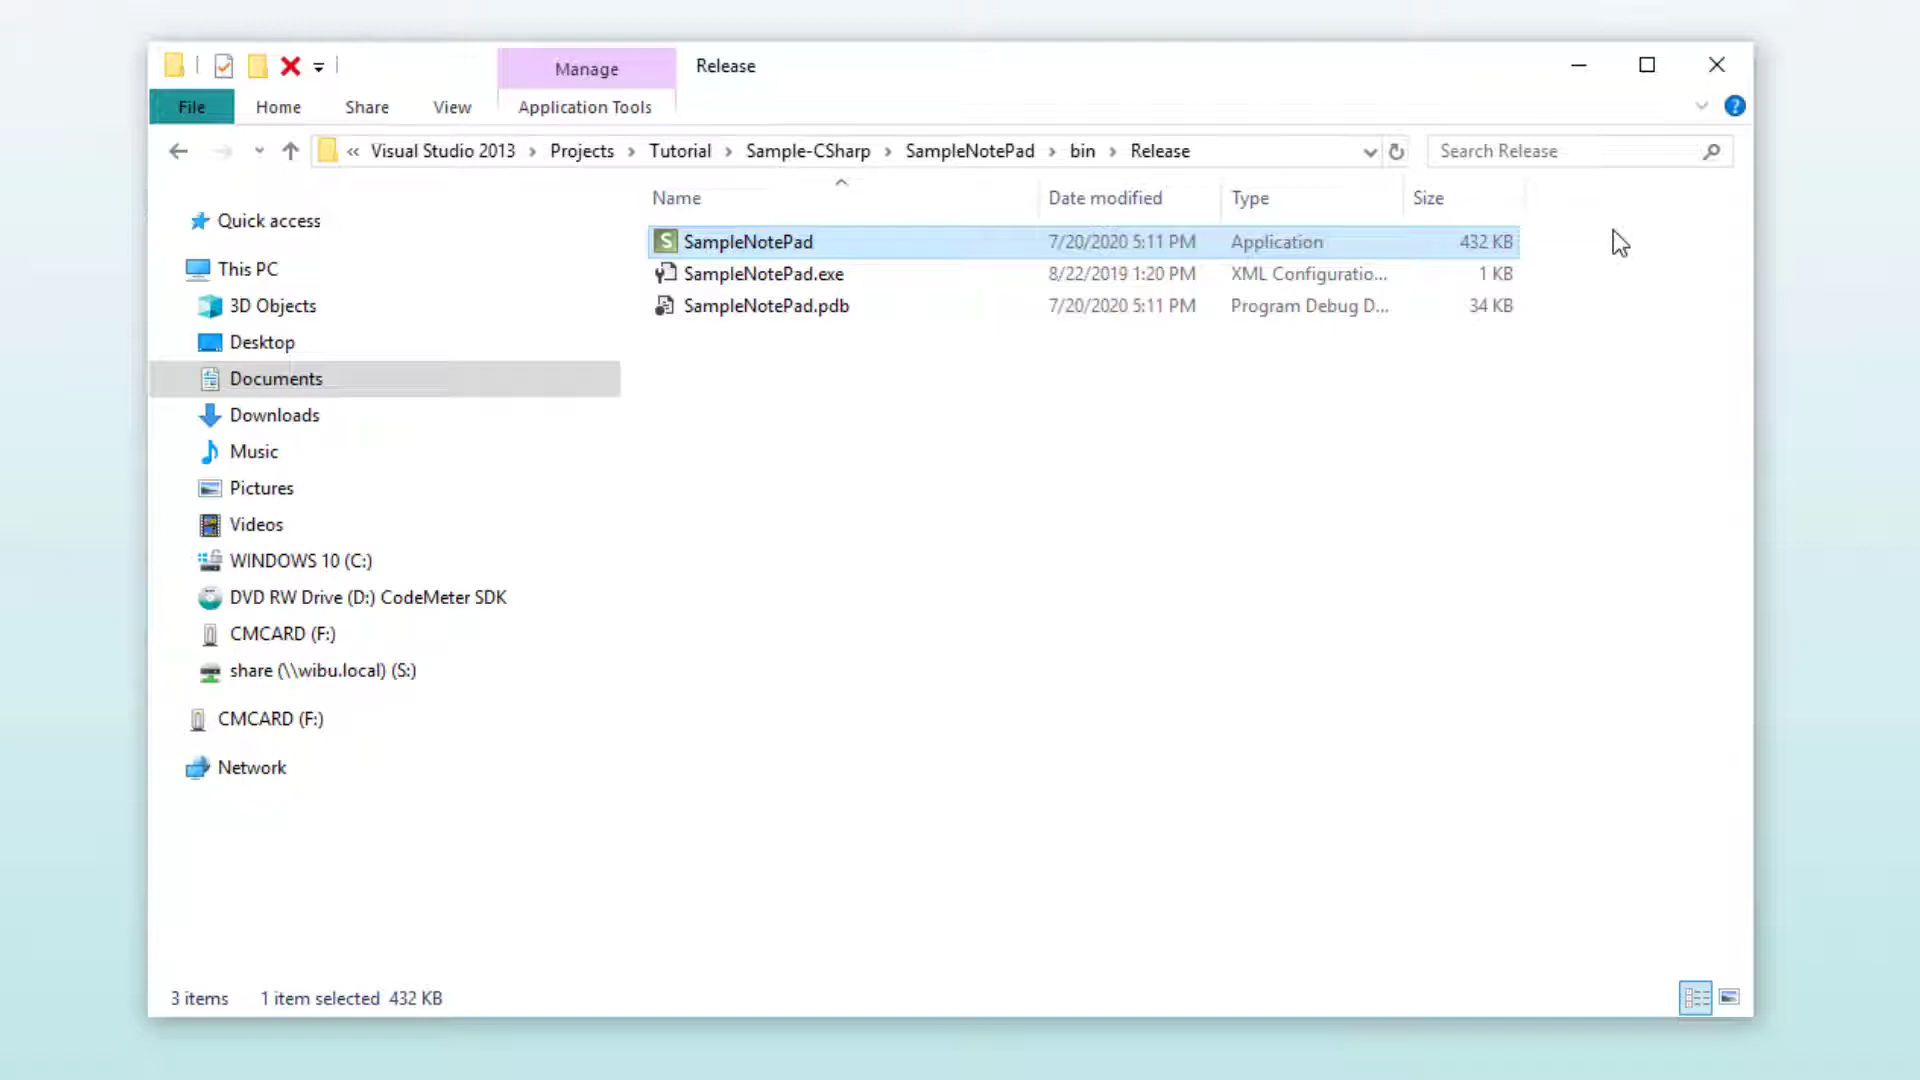 Manage
Release
File
Home
Share
View
Application Tools
« Visual Studio 2013 › Projects › Tutorial › Sample-CSharp › SampleNotePad › bin › Release
Search Release
Name
Date modified
Type
Size
SampleNotePad 7/20/2020 5:11 PM Application 432 KB
SampleNotePad.exe 8/22/2019 1:20 PM XML Configuratio... 1 KB
SampleNotePad.pdb 7/20/2020 5:11 PM Program Debug D... 34 KB
Quick access
This PC
3D Objects
Desktop
Documents
Downloads
Music
Pictures
Videos
WINDOWS 10 (C:)
DVD RW Drive (D:) CodeMeter SDK
CMCARD (F:)
share (\\wibu.local) (S:)
CMCARD (F:)
Network
3 items 1 item selected 432 KB